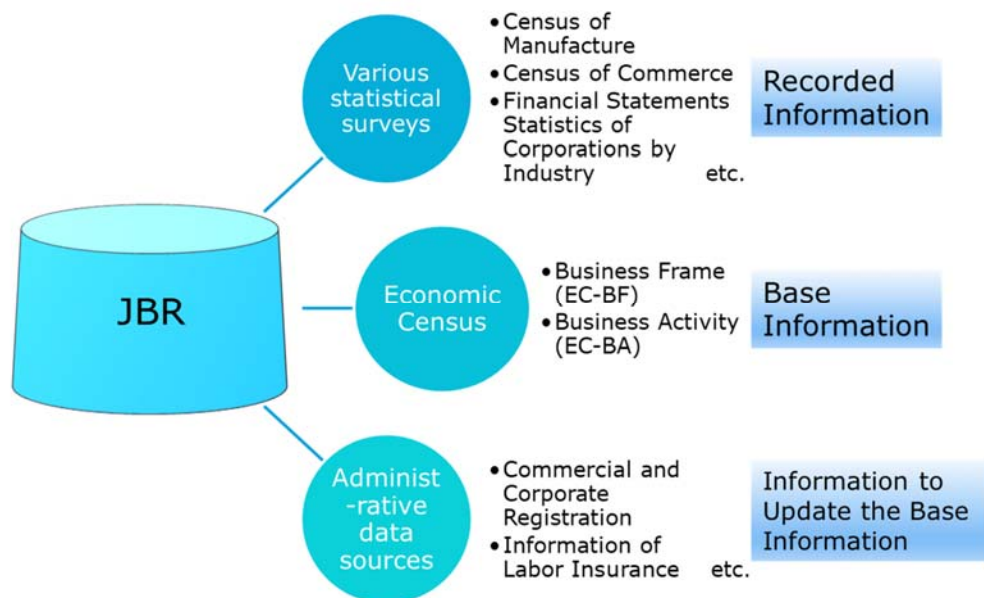 JBR
Various
statistical
surveys
•Census of
Manufacture
•Census of Commerce
•Financial Statements
Statistics of
Corporations by
Industry etc.
Recorded
Information
Economic
Census
•Business Frame
(EC-BF)
•Business Activity
(EC-BA)
Base
Information
Administ
-rative
data
sources
•Commercial and
Corporate
Registration
•Information of
Labor Insurance etc.
Information to
Update the Base
Information